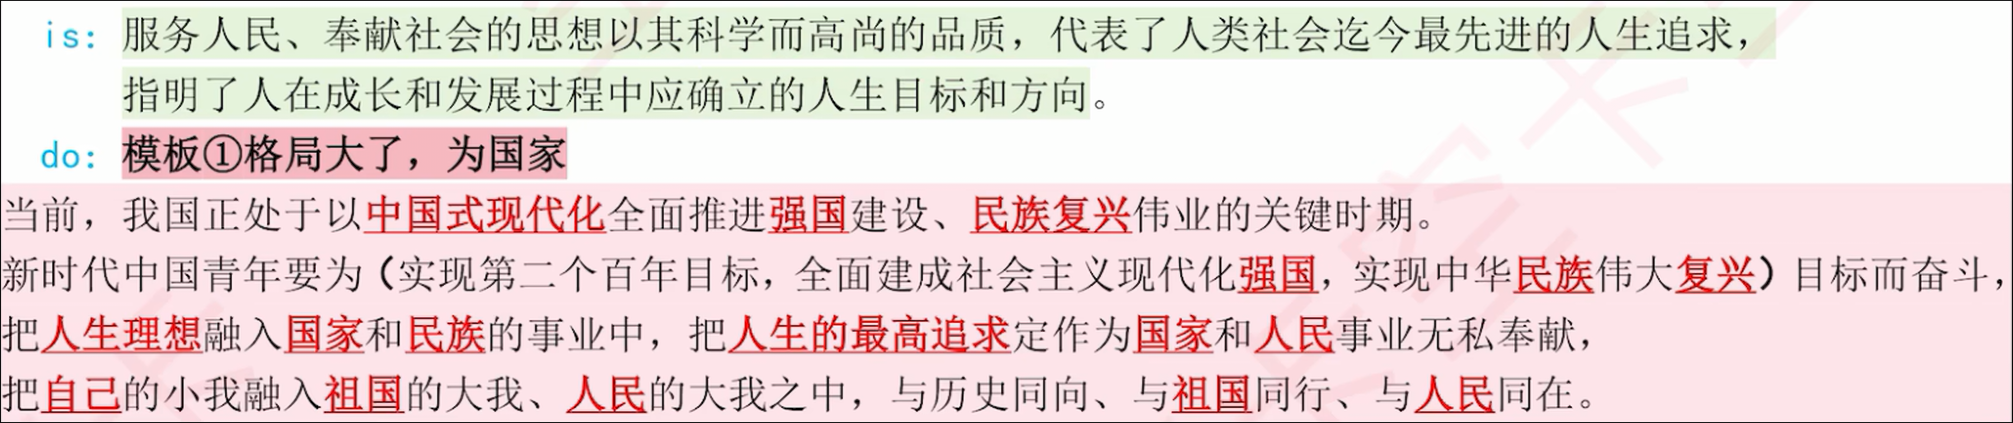 is: 服务人民、奉献社会的思想以其科学而高尚的品质，代表了人类社会迄今最先进的人生追求，
指明了人在成长和发展过程中应确立的人生目标和方向。
do: 模板①格局大了，为国家
当前，我国正处于以中国式现代化全面推进强国建设、民族复兴伟业的关键时期。
新时代中国青年要为（实现第二个百年目标，全面建成社会主义现代化强国，实现中华民族伟大复兴）目标而奋斗，
把人生理想融入国家和民族的事业中，把人生的最高追求定作为国家和人民事业无私奉献，
把自己的小我融入祖国的大我、人民的大我之中，与历史同向、与祖国同行、与人民同在。